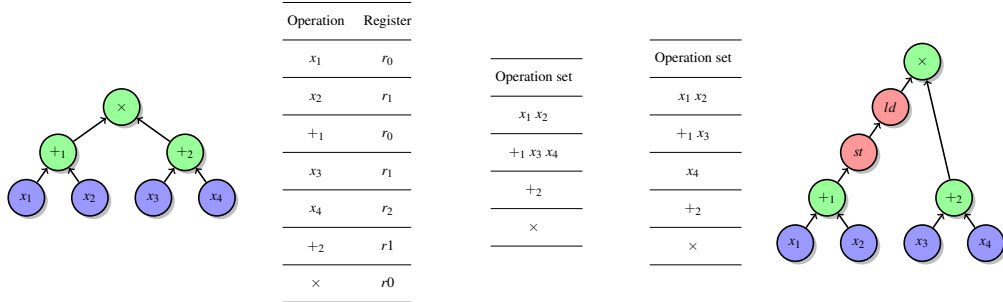 ×
+₁ +₂
x₁ x₂ x₃ x₄
Operation Register
x₁ r₀
x₂ r₁
+₁ r₀
x₃ r₁
x₄ r₂
+₂ r1
× r0
Operation set
x₁ x₂
+₁ x₃ x₄
+₂
×
Operation set
x₁ x₂
+₁ x₃
x₄
+₂
×
×
ld
st
+₁ +₂
x₁ x₂ x₃ x₄